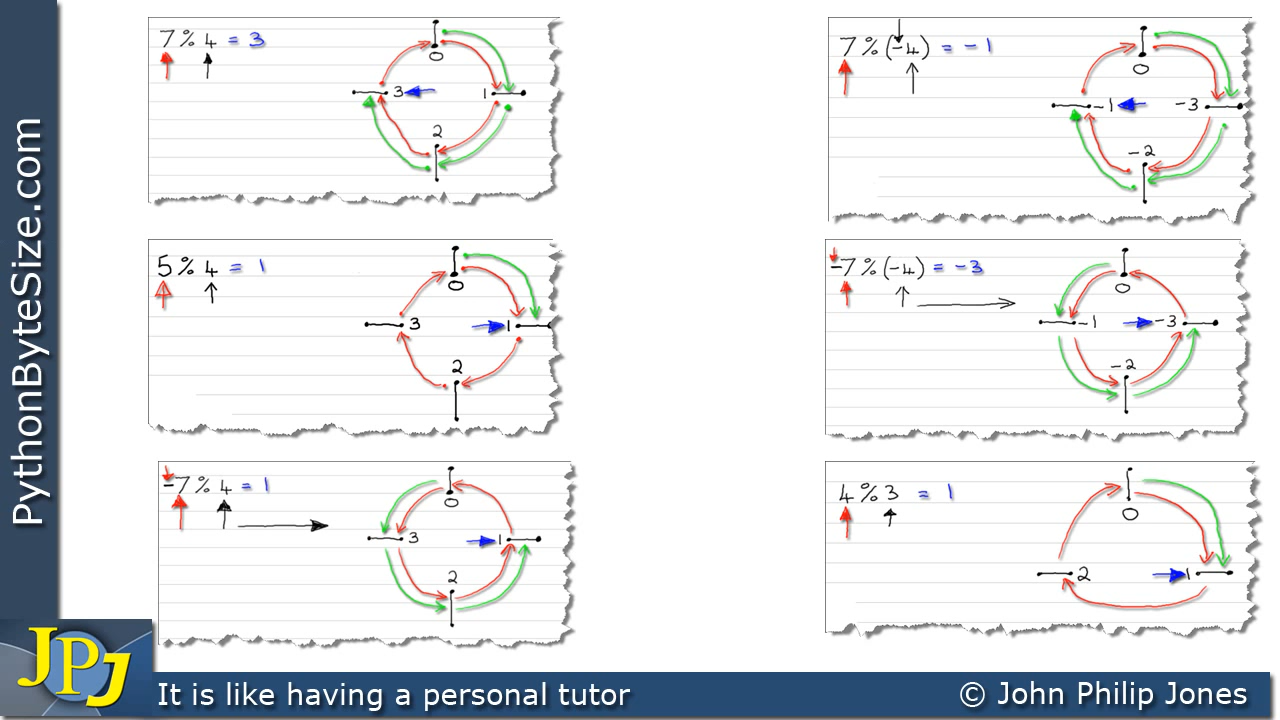 PythonByteSize.com
7 % 4 = 3
0
3
1
2
5 % 4 = 1
0
3
1
2
-7 % 4 = 1
0
3
1
2
7 % (-4) = -1
0
-1
-3
-2
-7 % (-4) = -3
0
-1
-3
-2
4 % 3 = 1
0
2
1
JPJ
It is like having a personal tutor
© John Philip Jones